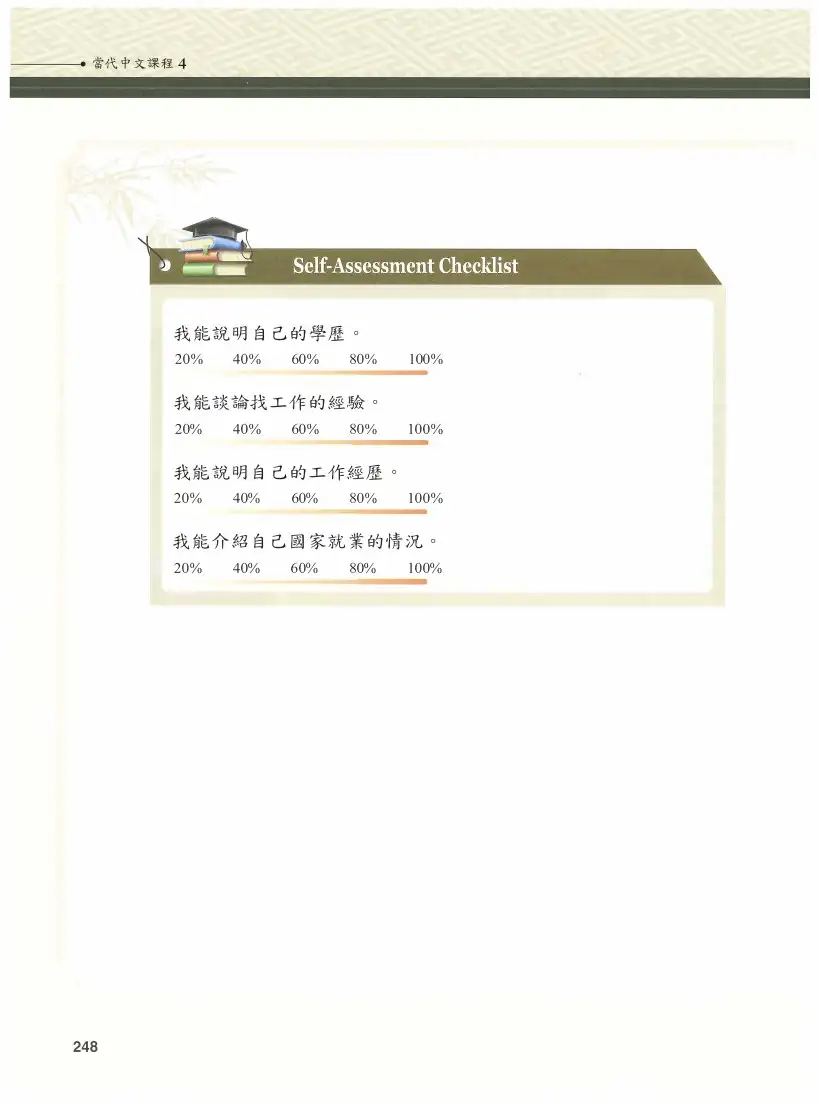 當代中文課程 4
Self-Assessment Checklist
我能說明自己的學歷。
20% 40% 60% 80% 100%
我能談論找工作的經驗。
20% 40% 60% 80% 100%
我能說明自己的工作經歷。
20% 40% 60% 80% 100%
我能介紹自己國家就業的情況。
20% 40% 60% 80% 100%
248